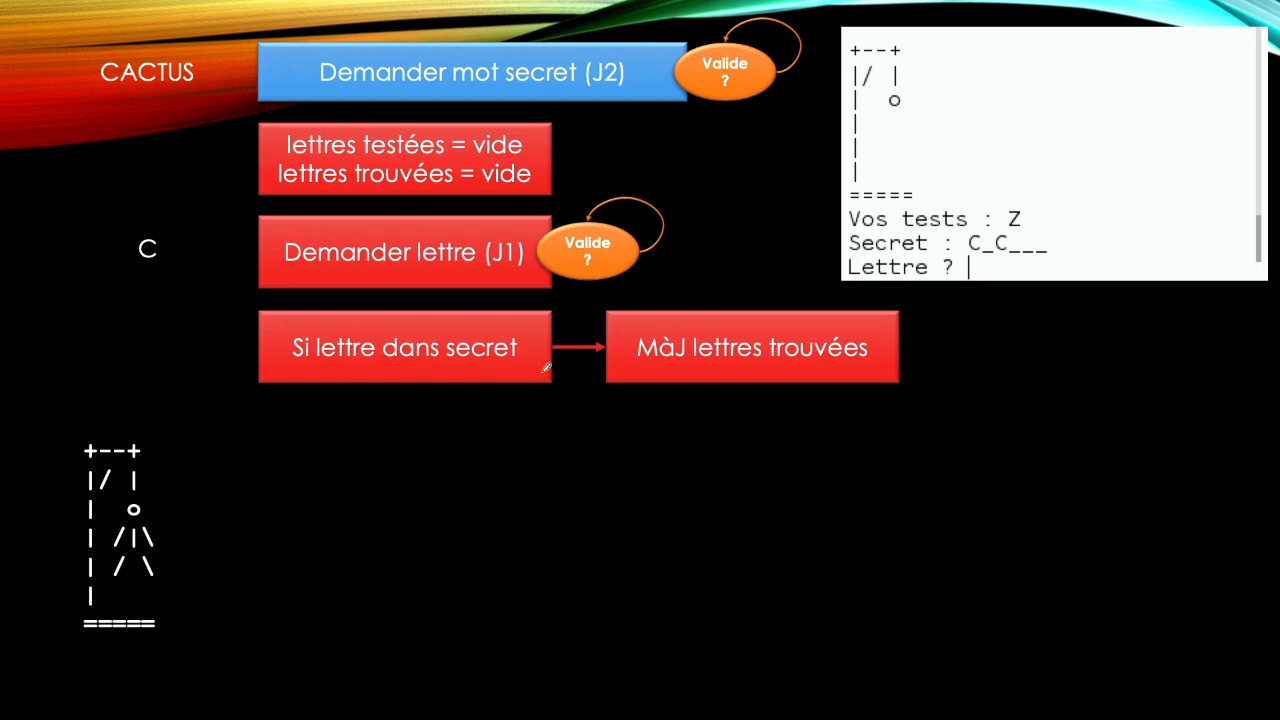 CACTUS
Demander mot secret (J2)
Valide
?
lettres testées = vide
lettres trouvées = vide
C
Demander lettre (J1)
Valide
?
Si lettre dans secret
MàJ lettres trouvées
+--+
|/ |
|  o
|
|
|
=====
Vos tests : Z
Secret : C_C___
Lettre ? |
+--+
|/ |
|  o
| /|\
| / \
|
=====